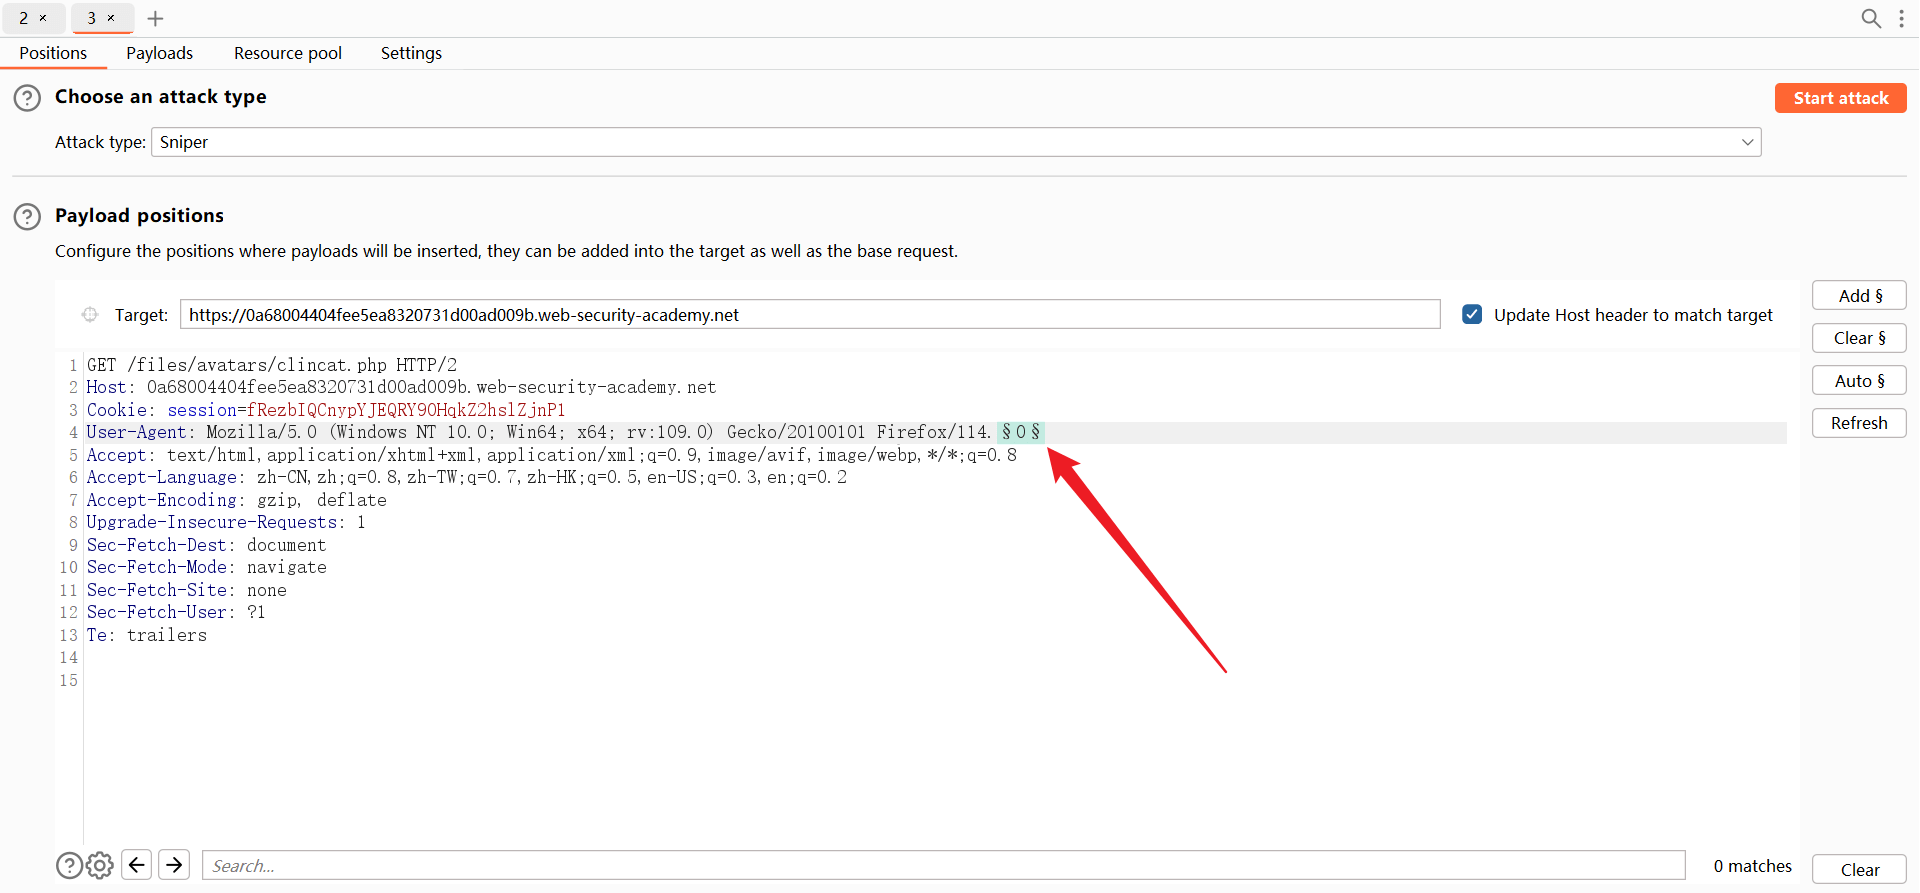 2 ×
3 ×
Positions
Payloads
Resource pool
Settings
Choose an attack type
Start attack
Attack type:
Sniper
Payload positions
Configure the positions where payloads will be inserted, they can be added into the target as well as the base request.
Target:
https://0a68004404fee5ea8320731d00ad009b.web-security-academy.net
Update Host header to match target
Add §
Clear §
Auto §
Refresh
1 GET /files/avatars/clincat.php HTTP/2
2 Host: 0a68004404fee5ea8320731d00ad009b.web-security-academy.net
3 Cookie: session=fRezbIQCnypYJEQRY9OHqkZ2hslZjnP1
4 User-Agent: Mozilla/5.0 (Windows NT 10.0; Win64; x64; rv:109.0) Gecko/20100101 Firefox/114.§0§
5 Accept: text/html,application/xhtml+xml,application/xml;q=0.9,image/avif,image/webp,*/*;q=0.8
6 Accept-Language: zh-CN,zh;q=0.8,zh-TW;q=0.7,zh-HK;q=0.5,en-US;q=0.3,en;q=0.2
7 Accept-Encoding: gzip, deflate
8 Upgrade-Insecure-Requests: 1
9 Sec-Fetch-Dest: document
10 Sec-Fetch-Mode: navigate
11 Sec-Fetch-Site: none
12 Sec-Fetch-User: ?1
13 Te: trailers
14
15
Search...
0 matches
Clear